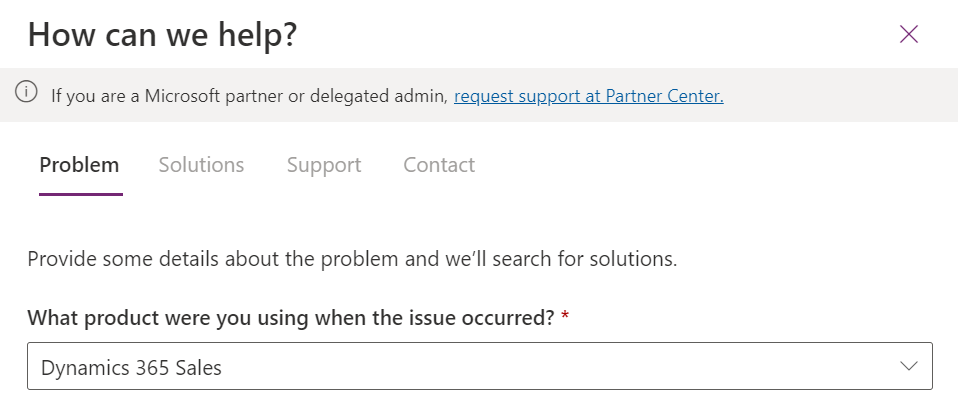 How can we help?
If you are a Microsoft partner or delegated admin, request support at Partner Center.
Problem Solutions Support Contact
Provide some details about the problem and we’ll search for solutions.
What product were you using when the issue occurred? *
Dynamics 365 Sales